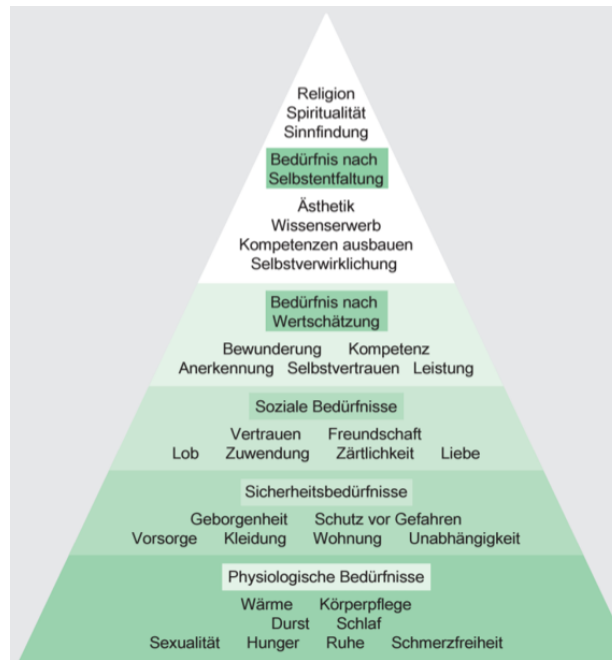 Religion
Spiritualität
Sinnfindung
Bedürfnis nach
Selbstentfaltung
Ästhetik
Wissenserwerb
Kompetenzen ausbauen
Selbstverwirklichung
Bedürfnis nach
Wertschätzung
Bewunderung Kompetenz
Anerkennung Selbstvertrauen Leistung
Soziale Bedürfnisse
Vertrauen Freundschaft
Lob Zuwendung Zärtlichkeit Liebe
Sicherheitsbedürfnisse
Geborgenheit Schutz vor Gefahren
Vorsorge Kleidung Wohnung Unabhängigkeit
Physiologische Bedürfnisse
Wärme Körperpflege
Durst Schlaf
Sexualität Hunger Ruhe Schmerzfreiheit